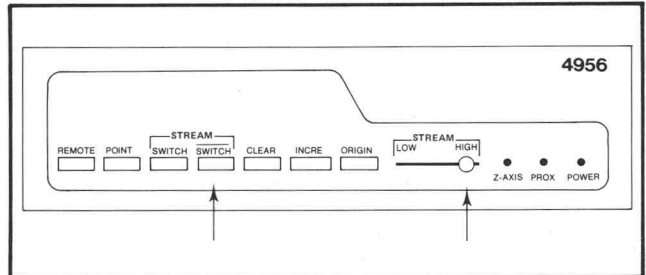 4956
STREAM
REMOTE POINT SWITCH SWITCH CLEAR INCRE ORIGIN
STREAM
LOW HIGH
Z-AXIS PROX POWER